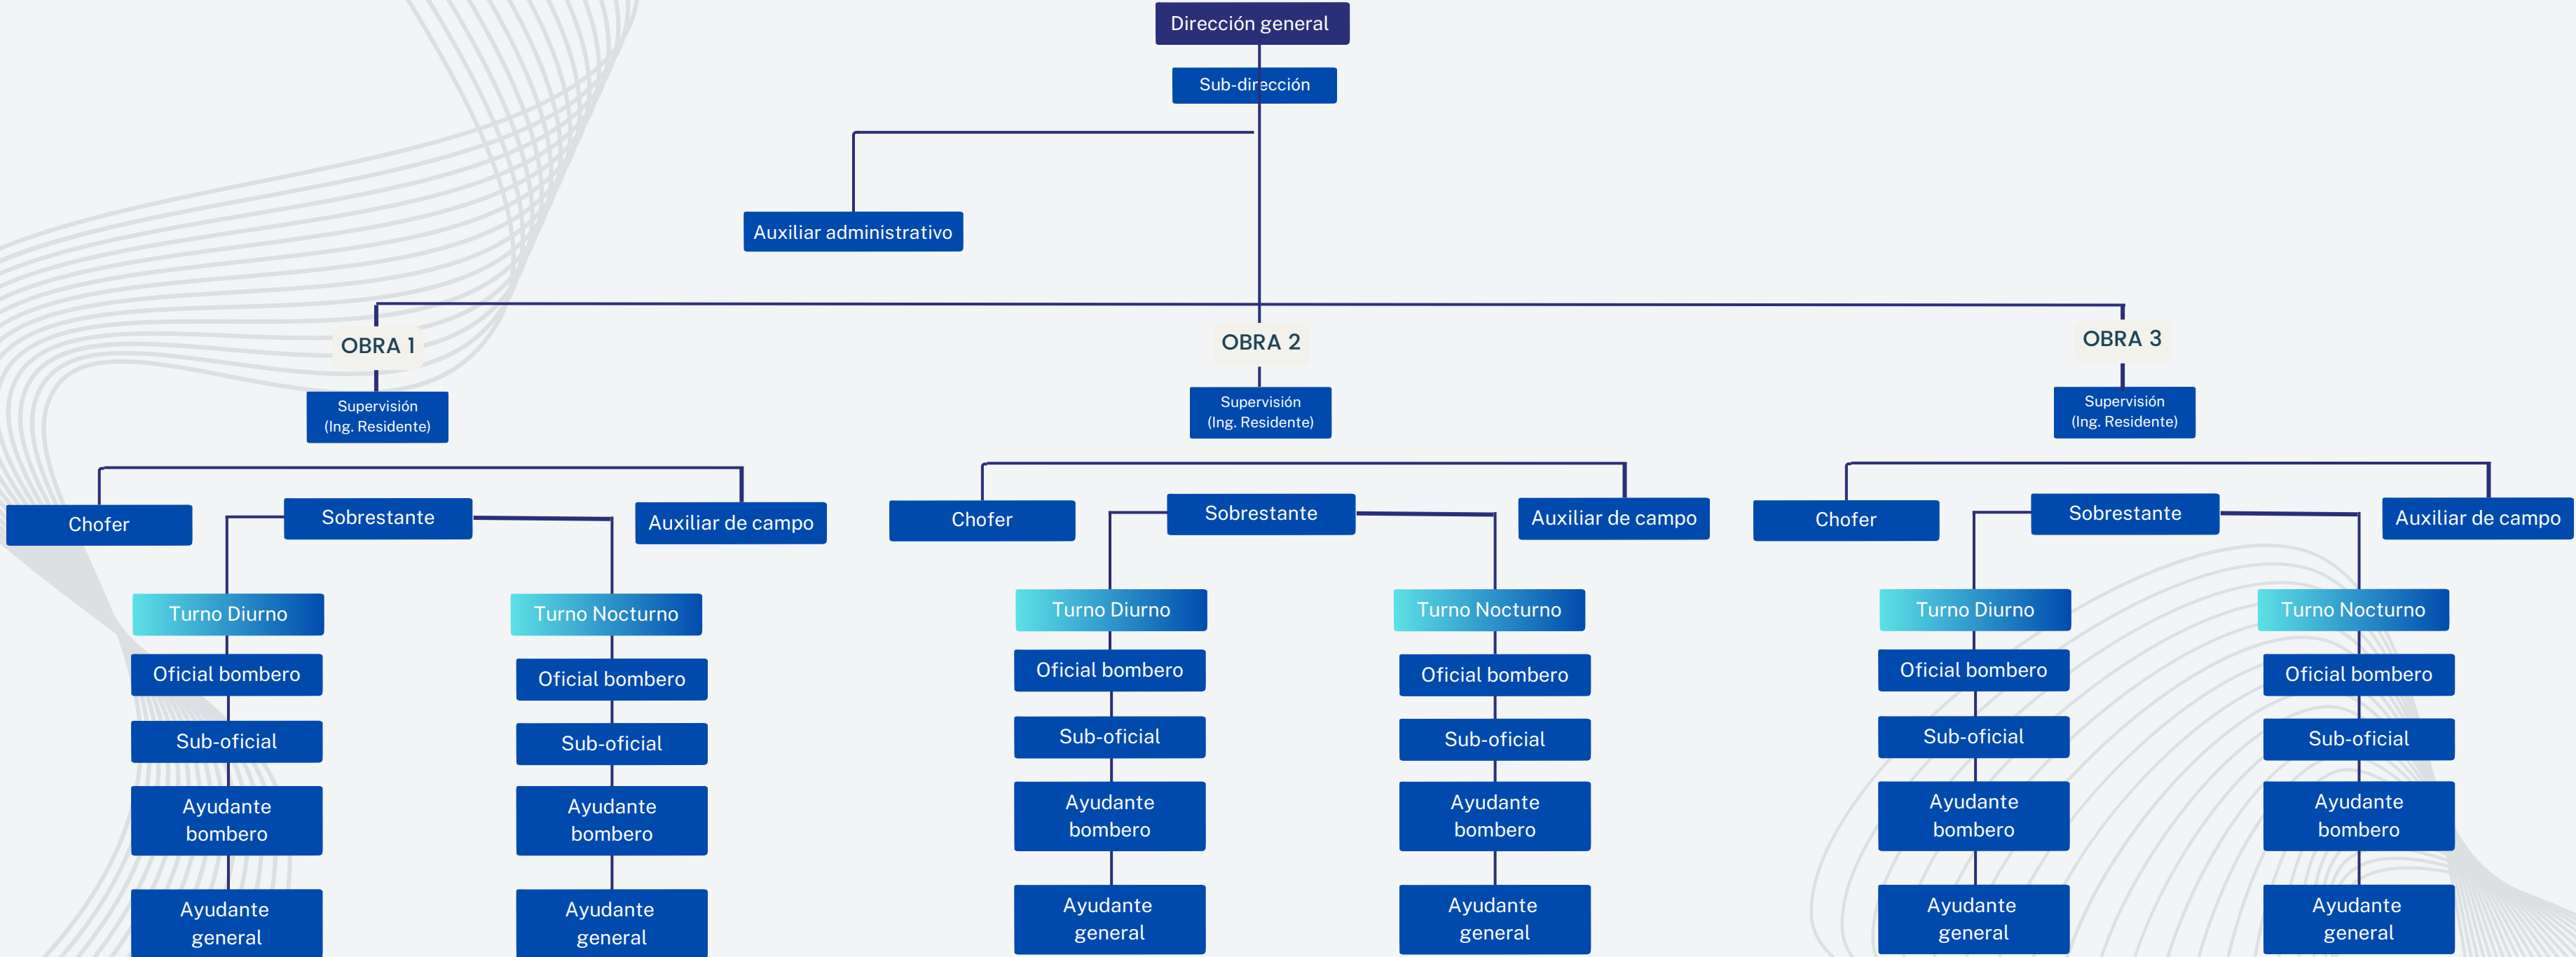 Dirección general
Sub-dirección
Auxiliar administrativo
OBRA 1
OBRA 2
OBRA 3
Supervisión
(Ing. Residente)
Supervisión
(Ing. Residente)
Supervisión
(Ing. Residente)
Chofer
Sobrestante
Auxiliar de campo
Chofer
Sobrestante
Auxiliar de campo
Chofer
Sobrestante
Auxiliar de campo
Turno Diurno
Turno Nocturno
Turno Diurno
Turno Nocturno
Turno Diurno
Turno Nocturno
Oficial bombero
Oficial bombero
Oficial bombero
Oficial bombero
Oficial bombero
Oficial bombero
Sub-oficial
Sub-oficial
Sub-oficial
Sub-oficial
Sub-oficial
Sub-oficial
Ayudante
bombero
Ayudante
bombero
Ayudante
bombero
Ayudante
bombero
Ayudante
bombero
Ayudante
bombero
Ayudante
general
Ayudante
general
Ayudante
general
Ayudante
general
Ayudante
general
Ayudante
general